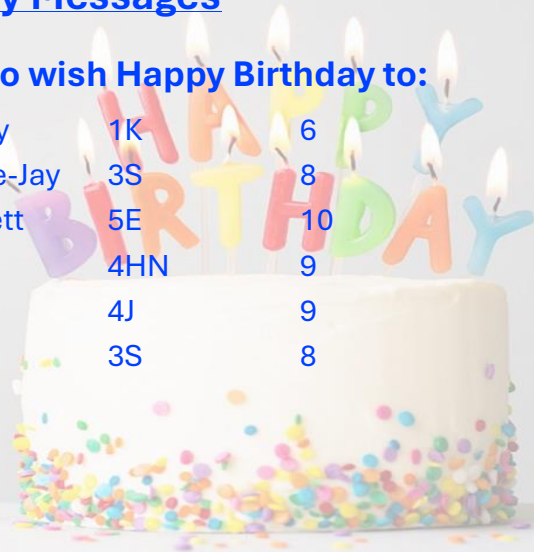 y Messages
o wish Happy Birthday to:
y 1K 6
e-Jay 3S 8
ett 5E 10
4HN 9
4J 9
3S 8
HAPPY
BIRTHDAY